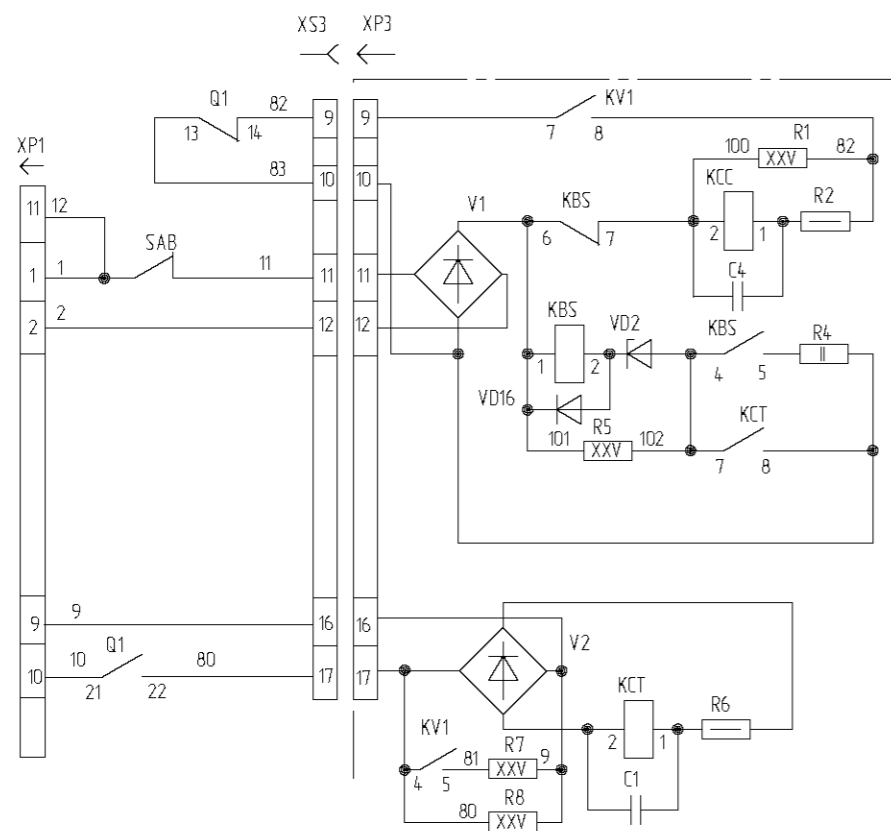 XS3 XP3
Q1 82 9 9 KV1
13 14 7 8 R1
XP1 100 XXV 82
83 10 10 KCC
11 12 V1 KBS R2
SAB 6 7 2 1
1 1 11 11 11 C4
2 2 12 12 KBS VD2 KBS R4
1 2 4 5
VD16 KCT
101 R5 102
XXV 7 8
9 9 16 16
Q1 V2
10 10 80 17 17 KCT
21 22 R6
KV1 2 1
81 R7 9
4 5 XXV C1
80 R8
XXV